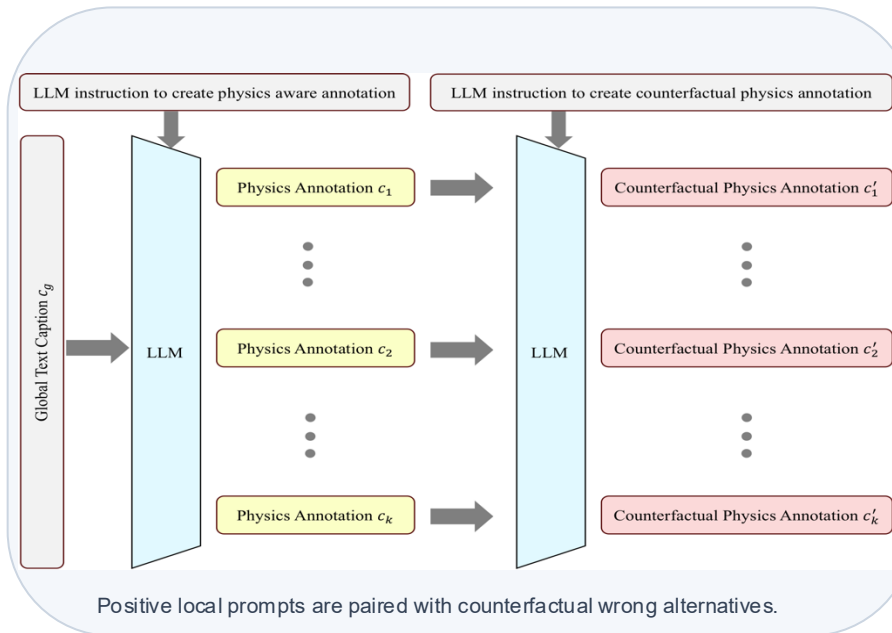 LLM instruction to create physics aware annotation
LLM instruction to create counterfactual physics annotation
Global Text Caption c_g
LLM
Physics Annotation c_1
Physics Annotation c_2
Physics Annotation c_k
LLM
Counterfactual Physics Annotation c′_1
Counterfactual Physics Annotation c′_2
Counterfactual Physics Annotation c′_k
Positive local prompts are paired with counterfactual wrong alternatives.